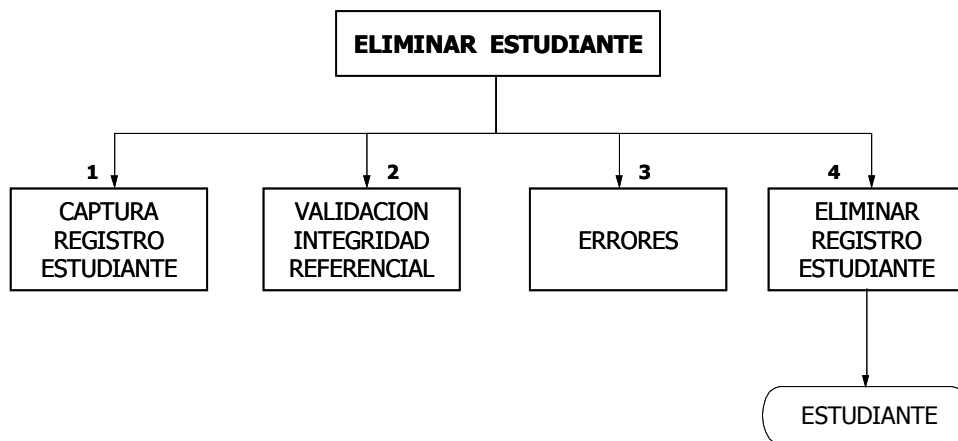 ELIMINAR ESTUDIANTE
1
2
3
4
CAPTURA
REGISTRO
ESTUDIANTE
VALIDACION
INTEGRIDAD
REFERENCIAL
ERRORES
ELIMINAR
REGISTRO
ESTUDIANTE
ESTUDIANTE